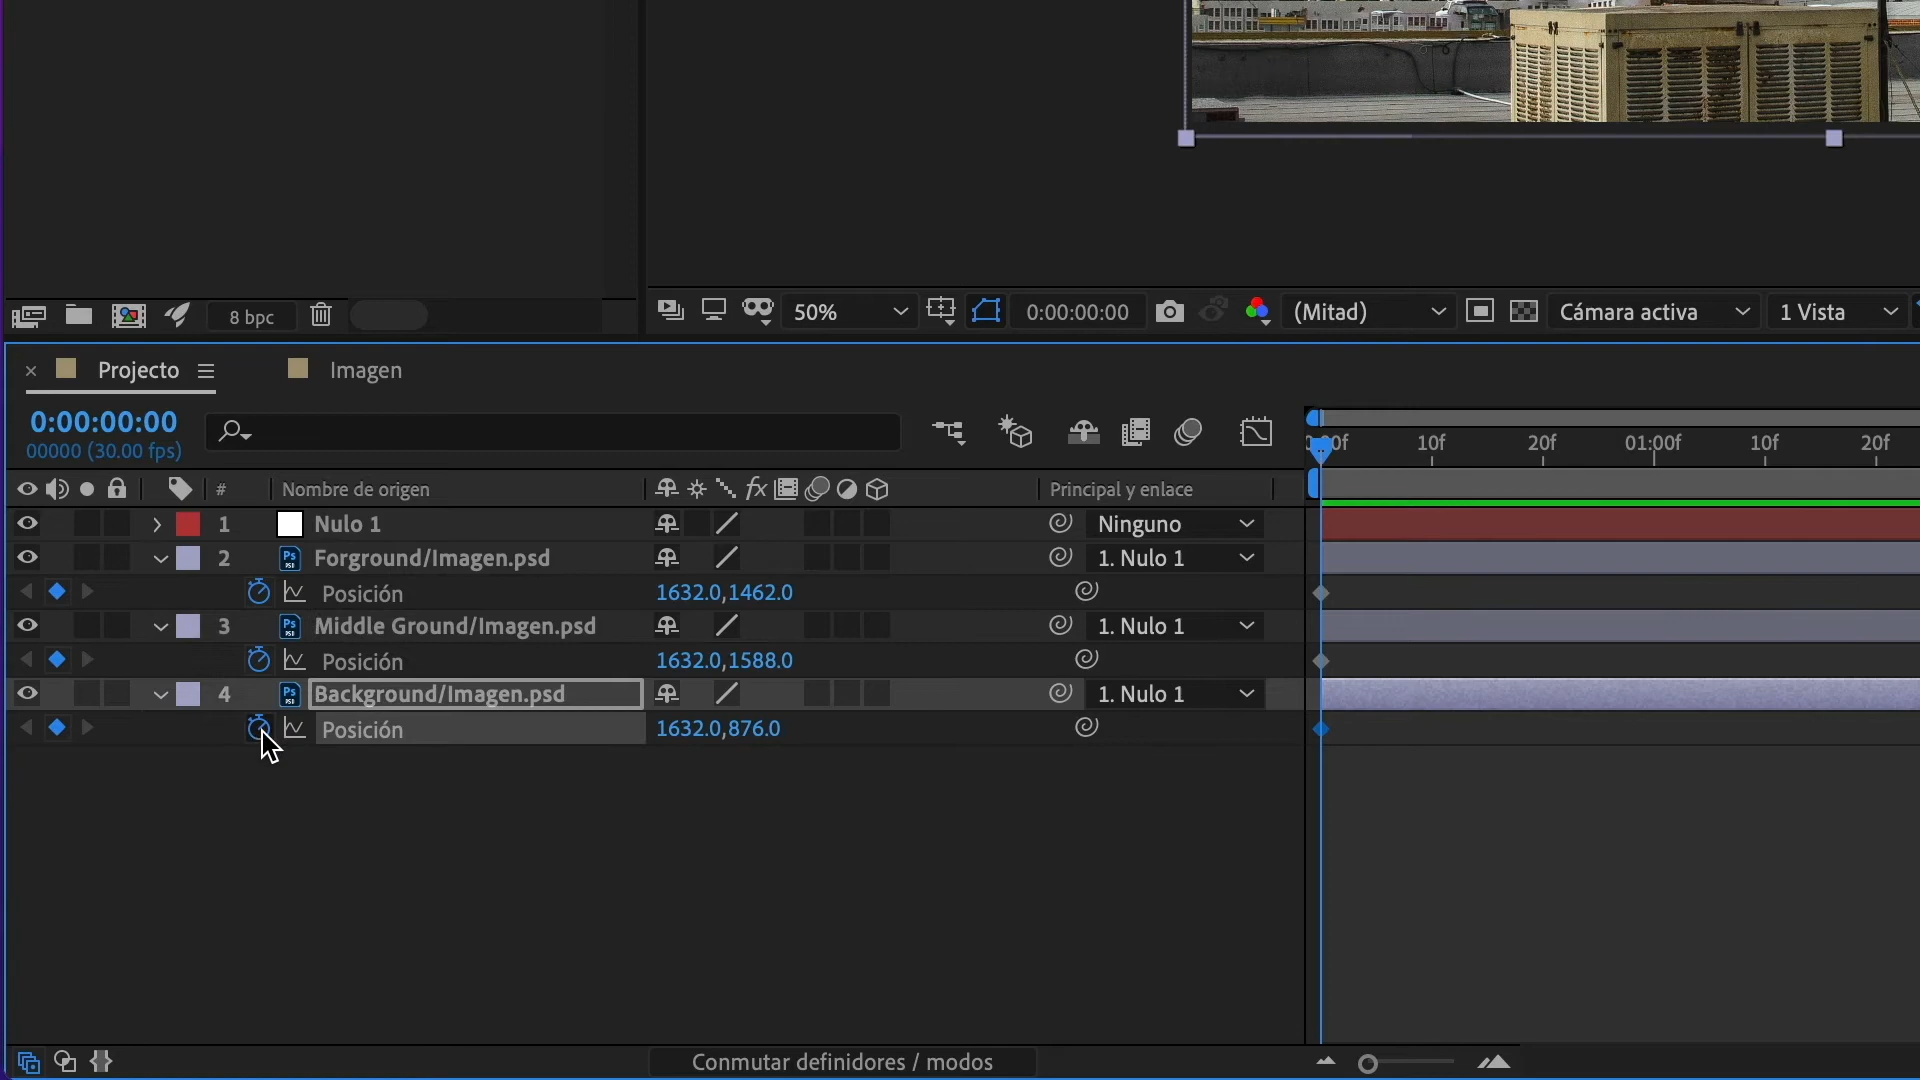 8 bpc
50%
0:00:00:00
(Mitad)
Cámara activa
1 Vista
Projecto
Imagen
0:00:00:00
00000 (30.00 fps)
10f
20f
01:00f
10f
20f
#
Nombre de origen
fx
Principal y enlace
1
Nulo 1
Ninguno
2
Forground/Imagen.psd
1. Nulo 1
Posición
1632.0,1462.0
3
Middle Ground/Imagen.psd
1. Nulo 1
Posición
1632.0,1588.0
4
Background/Imagen.psd
1. Nulo 1
Posición
1632.0,876.0
Conmutar definidores / modos